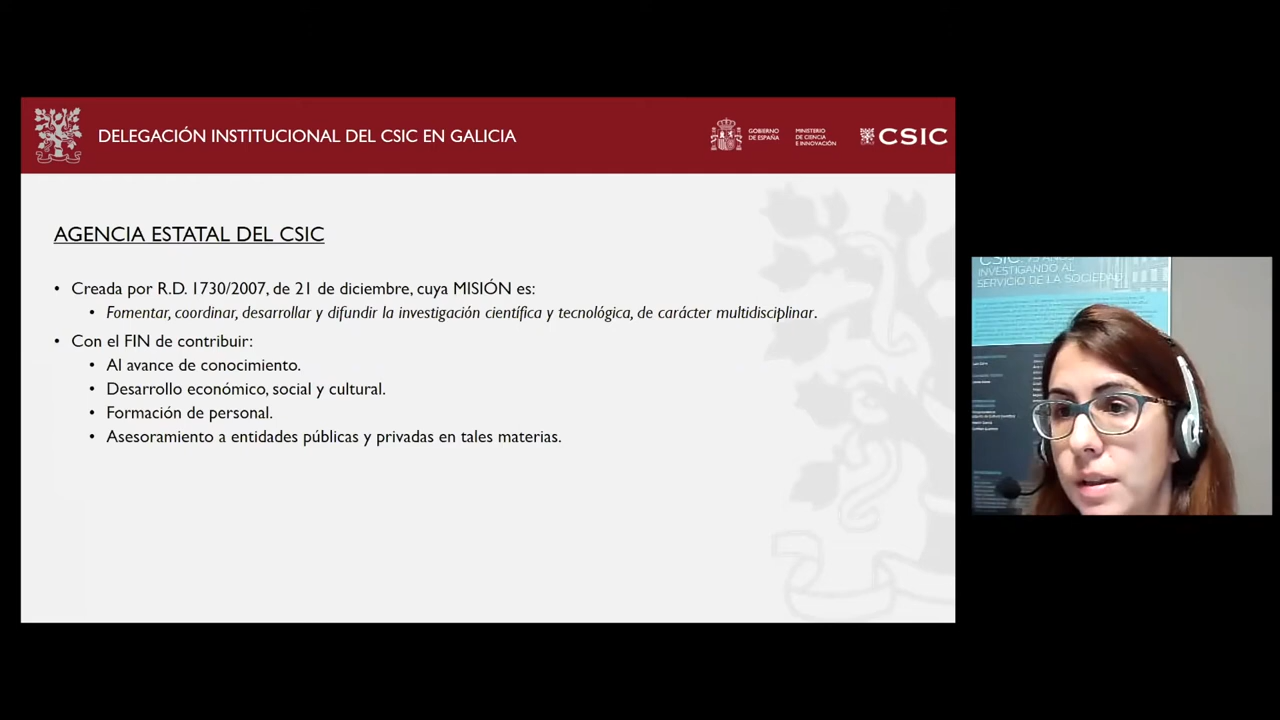 DELEGACIÓN INSTITUCIONAL DEL CSIC EN GALICIA
GOBIERNO
DE ESPAÑA
MINISTERIO
DE CIENCIA
E INNOVACIÓN
CSIC
AGENCIA ESTATAL DEL CSIC
• Creada por R.D. 1730/2007, de 21 de diciembre, cuya MISIÓN es:
• Fomentar, coordinar, desarrollar y difundir la investigación científica y tecnológica, de carácter multidisciplinar.
• Con el FIN de contribuir:
• Al avance de conocimiento.
• Desarrollo económico, social y cultural.
• Formación de personal.
• Asesoramiento a entidades públicas y privadas en tales materias.
CSIC
INVESTIGANDO AL
SERVICIO DE LA SOCIEDAD